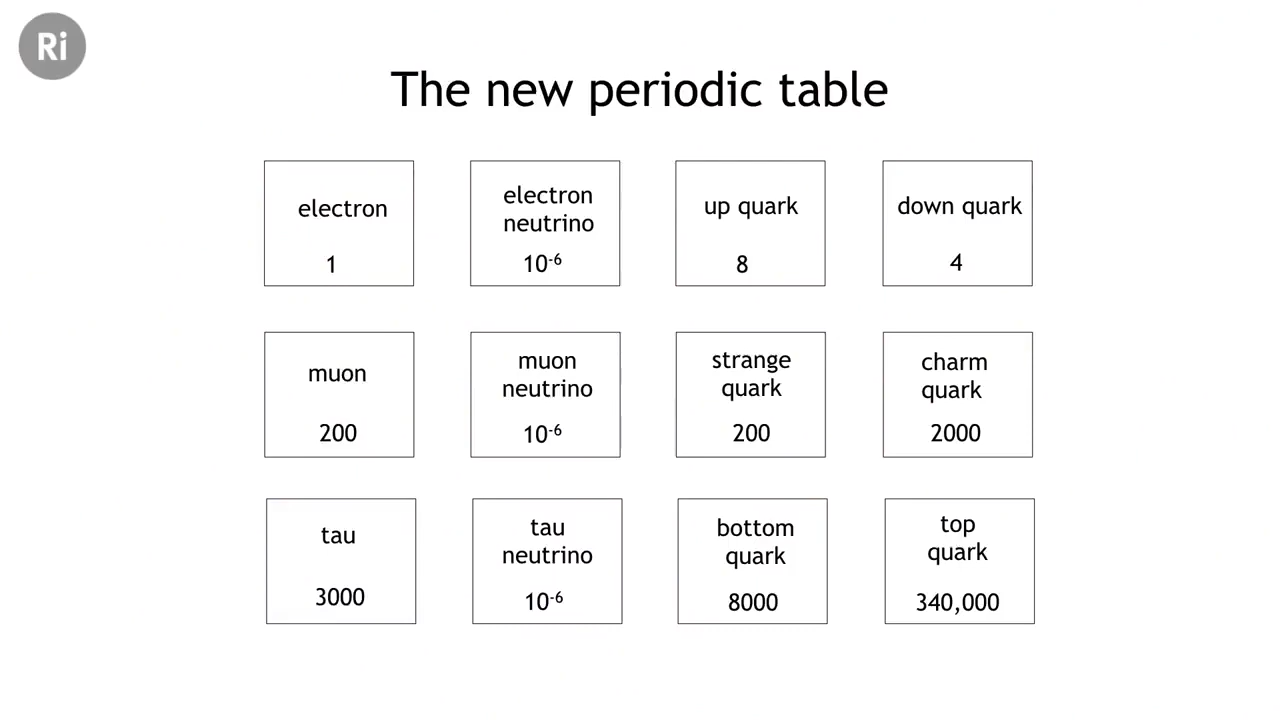 Ri
The new periodic table
electron
1
electron
neutrino
10⁻⁶
up quark
8
down quark
4
muon
200
muon
neutrino
10⁻⁶
strange
quark
200
charm
quark
2000
tau
3000
tau
neutrino
10⁻⁶
bottom
quark
8000
top
quark
340,000